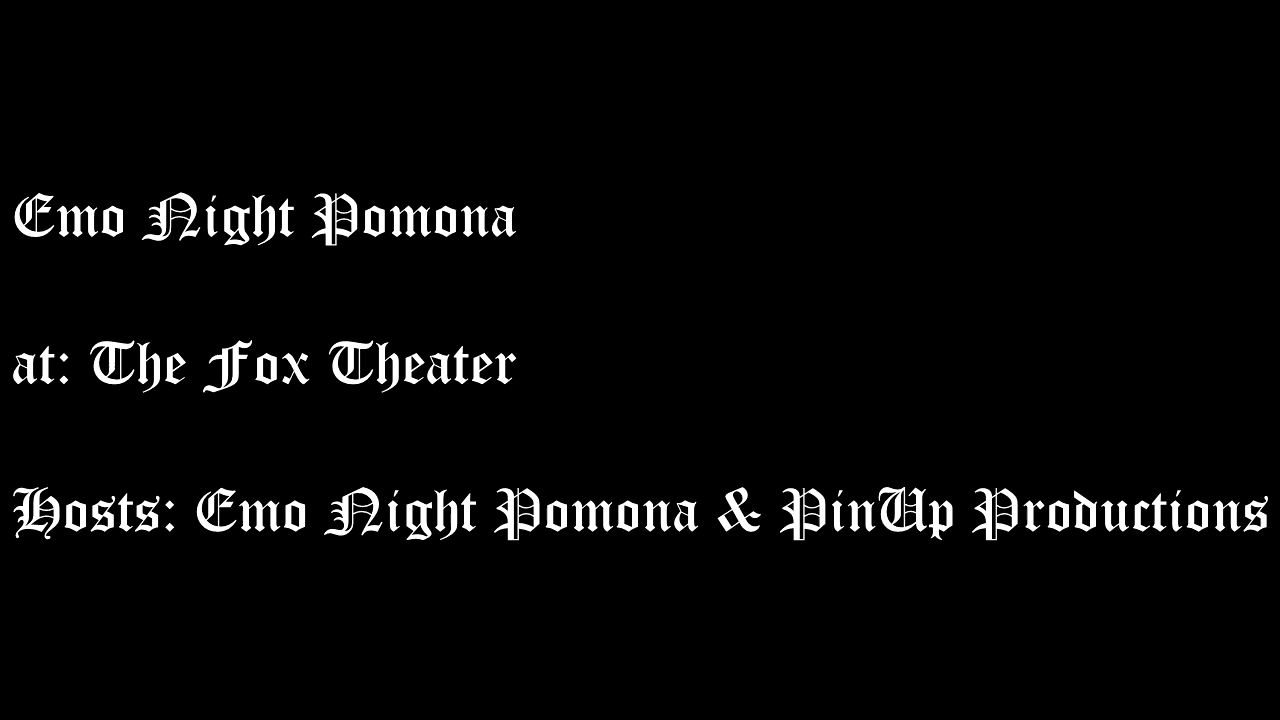 Emo Night Pomona
at: The Fox Theater
Hosts: Emo Night Pomona & PinUp Productions